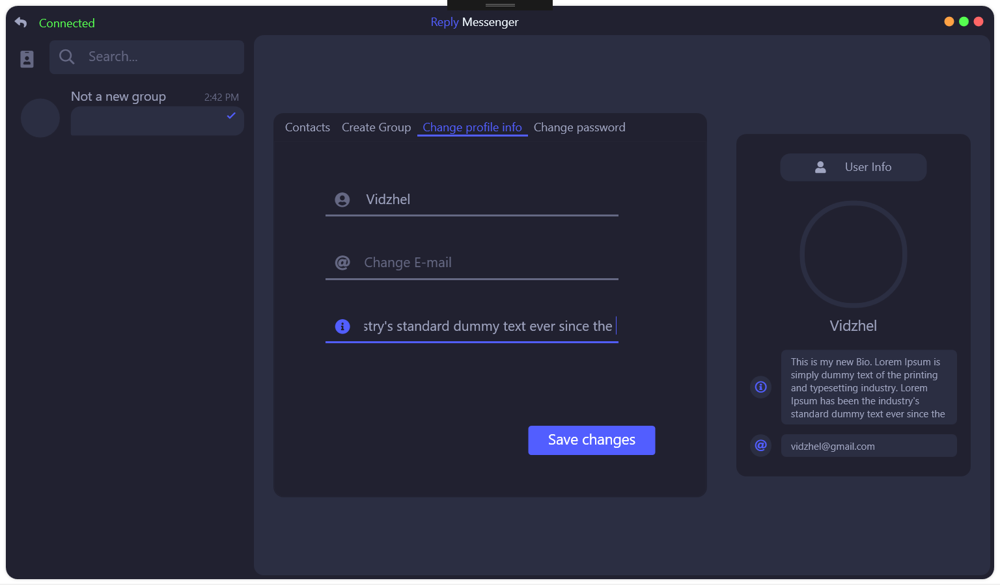 Connected
Reply Messenger
Search...
Not a new group
2:42 PM
Contacts
Create Group
Change profile info
Change password
Vidzhel
Change E-mail
stry's standard dummy text ever since the
Save changes
User Info
Vidzhel
This is my new Bio. Lorem Ipsum is
simply dummy text of the printing
and typesetting industry. Lorem
Ipsum has been the industry's
standard dummy text ever since the
vidzhel@gmail.com